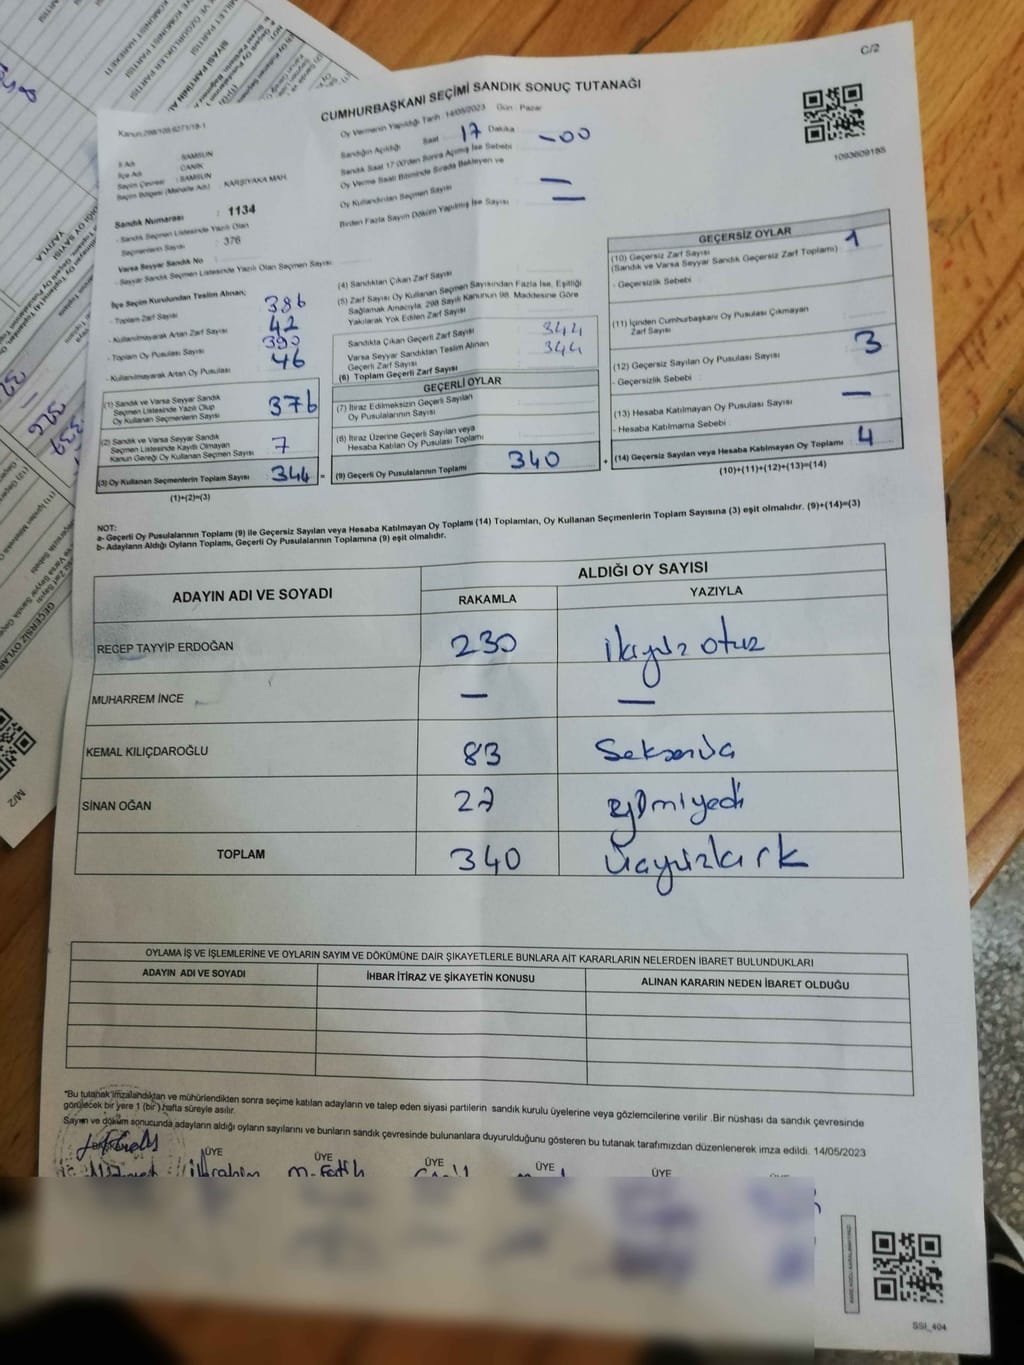 C/2
CUMHURBAŞKANI SEÇİMİ SANDIK SONUÇ TUTANAĞI
Oy Vermenin Yapıldığı Tarih : 14/05/2023 Gün : Pazar
Sandığın Açıldığı Saat : 17 Dakika : -00
Sandık Saat 17:00'den Sonra Açılmış İse Sebebi
Oy Verme Saati Bitiminde Sırada Bekleyen ve
Oy Kullandırılan Seçmen Sayısı —
Birden Fazla Sayım Döküm Yapılmış İse Sayısı —
1093609185
İl Adı : SAMSUN
İlçe Adı : CANİK
Seçim Çevresi : SAMSUN
Seçim Bölgesi (Mahalle Adı) : KARŞIYAKA MAH.
Sandık Numarası : 1134
- Sandık Seçmen Listesinde Yazılı Olan
Seçmenlerin Sayısı : 376
Varsa Seyyar Sandık No
- Seyyar Sandık Seçmen Listesinde Yazılı Olan Seçmen Sayısı
İlçe Seçim Kurulundan Teslim Alınan;
- Toplam Zarf Sayısı 386
- Kullanılmayarak Artan Zarf Sayısı 42
- Toplam Oy Pusulası Sayısı 390
- Kullanılmayarak Artan Oy Pusulası 46
(1) Sandık ve Varsa Seyyar Sandık
Seçmen Listesinde Yazılı Olup
Oy Kullanan Seçmenlerin Sayısı 376
(2) Sandık ve Varsa Seyyar Sandık
Seçmen Listesinde Kayıtlı Olmayan
Kanun Gereği Oy Kullanan Seçmen Sayısı 7
(3) Oy Kullanan Seçmenlerin Toplam Sayısı 344
(1)+(2)=(3)
(4) Sandıktan Çıkan Zarf Sayısı
(5) Zarf Sayısı Oy Kullanan Seçmen Sayısından Fazla İse, Eşitliği
Sağlamak Amacıyla, 298 Sayılı Kanunun 98. Maddesine Göre
Yakılarak Yok Edilen Zarf Sayısı
Sandıkta Çıkan Geçerli Zarf Sayısı 344
Varsa Seyyar Sandıktan Teslim Alınan
Geçerli Zarf Sayısı 344
(6) Toplam Geçerli Zarf Sayısı
GEÇERLİ OYLAR
(7) İtiraz Edilmeksizin Geçerli Sayılan
Oy Pusulalarının Sayısı
(8) İtiraz Üzerine Geçerli Sayılan veya
Hesaba Katılan Oy Pusulası Toplamı
(9) Geçerli Oy Pusulalarının Toplamı 340
GEÇERSİZ OYLAR
(10) Geçersiz Zarf Sayısı 1
(Sandık ve Varsa Seyyar Sandık Geçersiz Zarf Toplamı)
- Geçersizlik Sebebi :
(11) İçinden Cumhurbaşkanı Oy Pusulası Çıkmayan
Zarf Sayısı
(12) Geçersiz Sayılan Oy Pusulası Sayısı 3
- Geçersizlik Sebebi :
(13) Hesaba Katılmayan Oy Pusulası Sayısı —
- Hesaba Katılmama Sebebi :
+ (14) Geçersiz Sayılan veya Hesaba Katılmayan Oy Toplamı 4
(10)+(11)+(12)+(13)=(14)
NOT:
a- Geçerli Oy Pusulalarının Toplamı (9) ile Geçersiz Sayılan veya Hesaba Katılmayan Oy Toplamı (14) Toplamları, Oy Kullanan Seçmenlerin Toplam Sayısına (3) eşit olmalıdır. (9)+(14)=(3)
b- Adayların Aldığı Oyların Toplamı, Geçerli Oy Pusulalarının Toplamına (9) eşit olmalıdır.
ADAYIN ADI VE SOYADI
ALDIĞI OY SAYISI
RAKAMLA YAZIYLA
RECEP TAYYİP ERDOĞAN 230 ikiyüz otuz
MUHARREM İNCE — —
KEMAL KILIÇDAROĞLU 83 Seksenüç
SİNAN OĞAN 27 yirmiyedi
TOPLAM 340 Üçyüzkırk
OYLAMA İŞ VE İŞLEMLERİNE VE OYLARIN SAYIM VE DÖKÜMÜNE DAİR ŞİKAYETLERLE BUNLARA AİT KARARLARIN NELERDEN İBARET BULUNDUKLARI
ADAYIN ADI VE SOYADI İHBAR İTİRAZ VE ŞİKAYETİN KONUSU ALINAN KARARIN NEDEN İBARET OLDUĞU
*Bu tutanak imzalandıktan ve mühürlendikten sonra seçime katılan adayların ve talep eden siyasi partilerin sandık kurulu üyelerine veya gözlemcilerine verilir .Bir nüshası da sandık çevresinde
görülecek bir yere 1 (bir) hafta süreyle asılır.
Sayım ve döküm sonucunda adayların aldığı oyların sayılarını ve bunların sandık çevresinde bulunanlara duyurulduğunu gösteren bu tutanak tarafımızdan düzenlenerek imza edildi. 14/05/2023
ÜYE ÜYE ÜYE ÜYE ÜYE
İbrahim M. Fatih
SSI_404
M/2